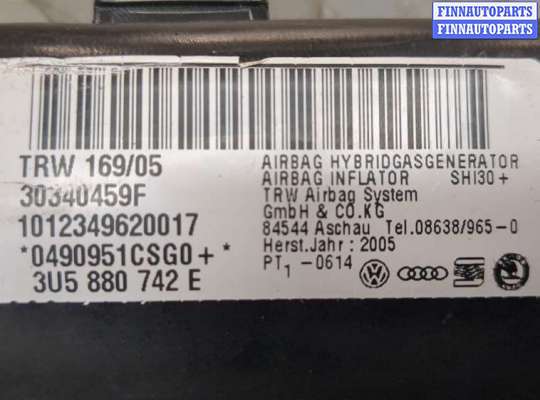 FINNAUTOPARTS
FINNAUTOPARTS
TRW 169/05
30340459F
1012349620017
*0490951CSG0+*
3U5 880 742 E
AIRBAG HYBRIDGASGENERATOR
AIRBAG INFLATOR SHI30+
TRW Airbag System
GmbH & CO.KG
84544 Aschau Tel.08638/965-0
Herst.Jahr: 2005
PT1-0614